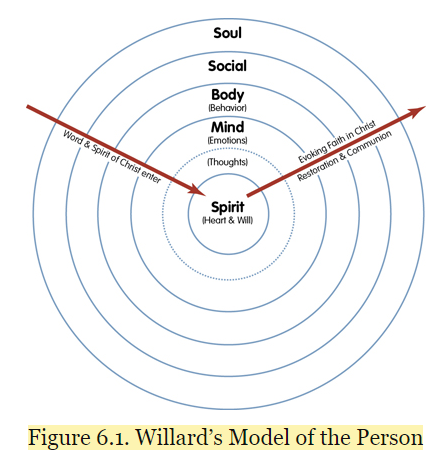 Soul
Social
Body
(Behavior)
Mind
(Emotions)
(Thoughts)
Spirit
(Heart & Will)
Word & Spirit of Christ enter
Evoking Faith in Christ
Restoration & Communion
Figure 6.1. Willard’s Model of the Person